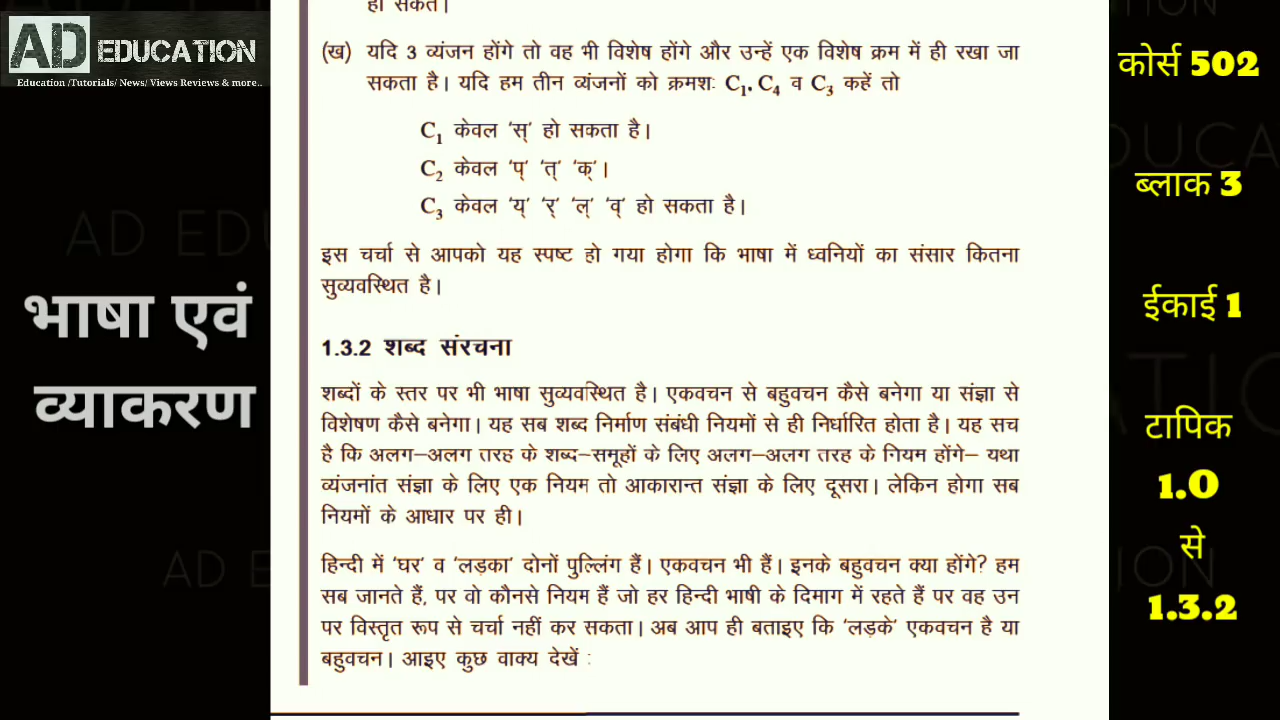 AD EDUCATION
Education /Tutorials/ News/ Views Reviews & more..
भाषा एवं
व्याकरण
हो सकते।
(ख) यदि 3 व्यंजन होंगे तो वह भी विशेष होंगे और उन्हें एक विशेष क्रम में ही रखा जा
सकता है। यदि हम तीन व्यंजनों को क्रमशः C1. C4 व C3 कहें तो
C1 केवल 'स्' हो सकता है।
C2 केवल 'प्' 'त्' 'क्'।
C3 केवल 'य्' 'र्' 'ल्' 'व्' हो सकता है।
इस चर्चा से आपको यह स्पष्ट हो गया होगा कि भाषा में ध्वनियों का संसार कितना
सुव्यवस्थित है।
1.3.2 शब्द संरचना
शब्दों के स्तर पर भी भाषा सुव्यवस्थित है। एकवचन से बहुवचन कैसे बनेगा या संज्ञा से
विशेषण कैसे बनेगा। यह सब शब्द निर्माण संबंधी नियमों से ही निर्धारित होता है। यह सच
है कि अलग–अलग तरह के शब्द–समूहों के लिए अलग–अलग तरह के नियम होंगे– यथा
व्यंजनांत संज्ञा के लिए एक नियम तो आकारान्त संज्ञा के लिए दूसरा। लेकिन होगा सब
नियमों के आधार पर ही।
हिन्दी में 'घर' व 'लड़का' दोनों पुल्लिंग हैं। एकवचन भी हैं। इनके बहुवचन क्या होंगे? हम
सब जानते हैं, पर वो कौनसे नियम हैं जो हर हिन्दी भाषी के दिमाग में रहते हैं पर वह उन
पर विस्तृत रूप से चर्चा नहीं कर सकता। अब आप ही बताइए कि 'लड़के' एकवचन है या
बहुवचन। आइए कुछ वाक्य देखें :
कोर्स 502
ब्लाक 3
ईकाई 1
टापिक
1.0
से
1.3.2